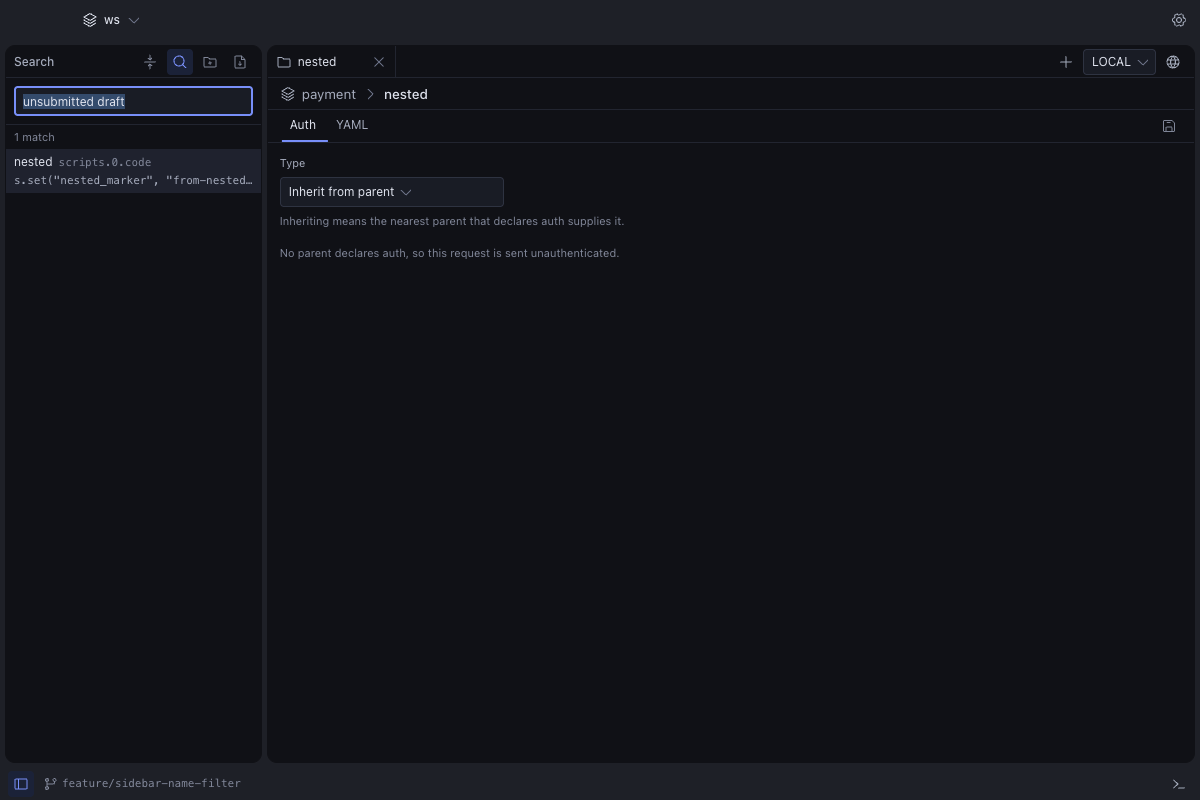 ws
Search
nested
LOCAL
unsubmitted draft
payment
nested
Auth
YAML
1 match
nested scripts.0.code
s.set("nested_marker", "from-nested…
Type
Inherit from parent
Inheriting means the nearest parent that declares auth supplies it.
No parent declares auth, so this request is sent unauthenticated.
feature/sidebar-name-filter